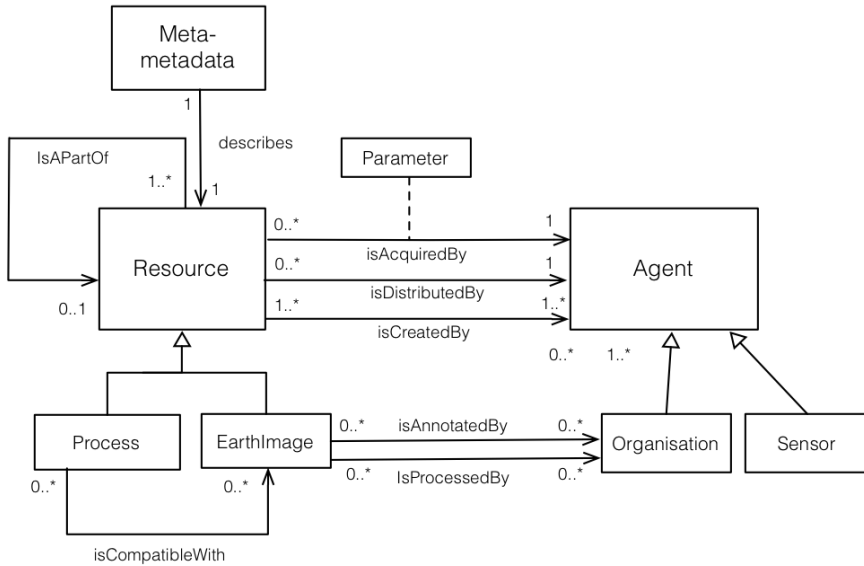 Meta-
metadata
1
describes
IsAPartOf
1..*
1
Parameter
0..*
1
isAcquiredBy
Resource
Agent
0..*
1
isDistributedBy
0..1
1..*
1..*
isCreatedBy
0..*
1..*
Process
EarthImage
0..*
isAnnotatedBy
0..*
Organisation
Sensor
0..*
IsProcessedBy
0..*
0..*
0..*
isCompatibleWith